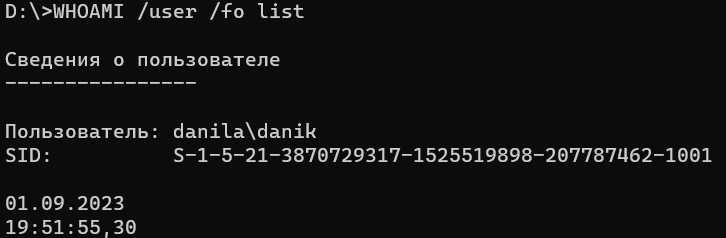 D:\>WHOAMI /user /fo list
Сведения о пользователе
----------------
Пользователь: danila\danik
SID:          S-1-5-21-3870729317-1525519898-207787462-1001
01.09.2023
19:51:55,30